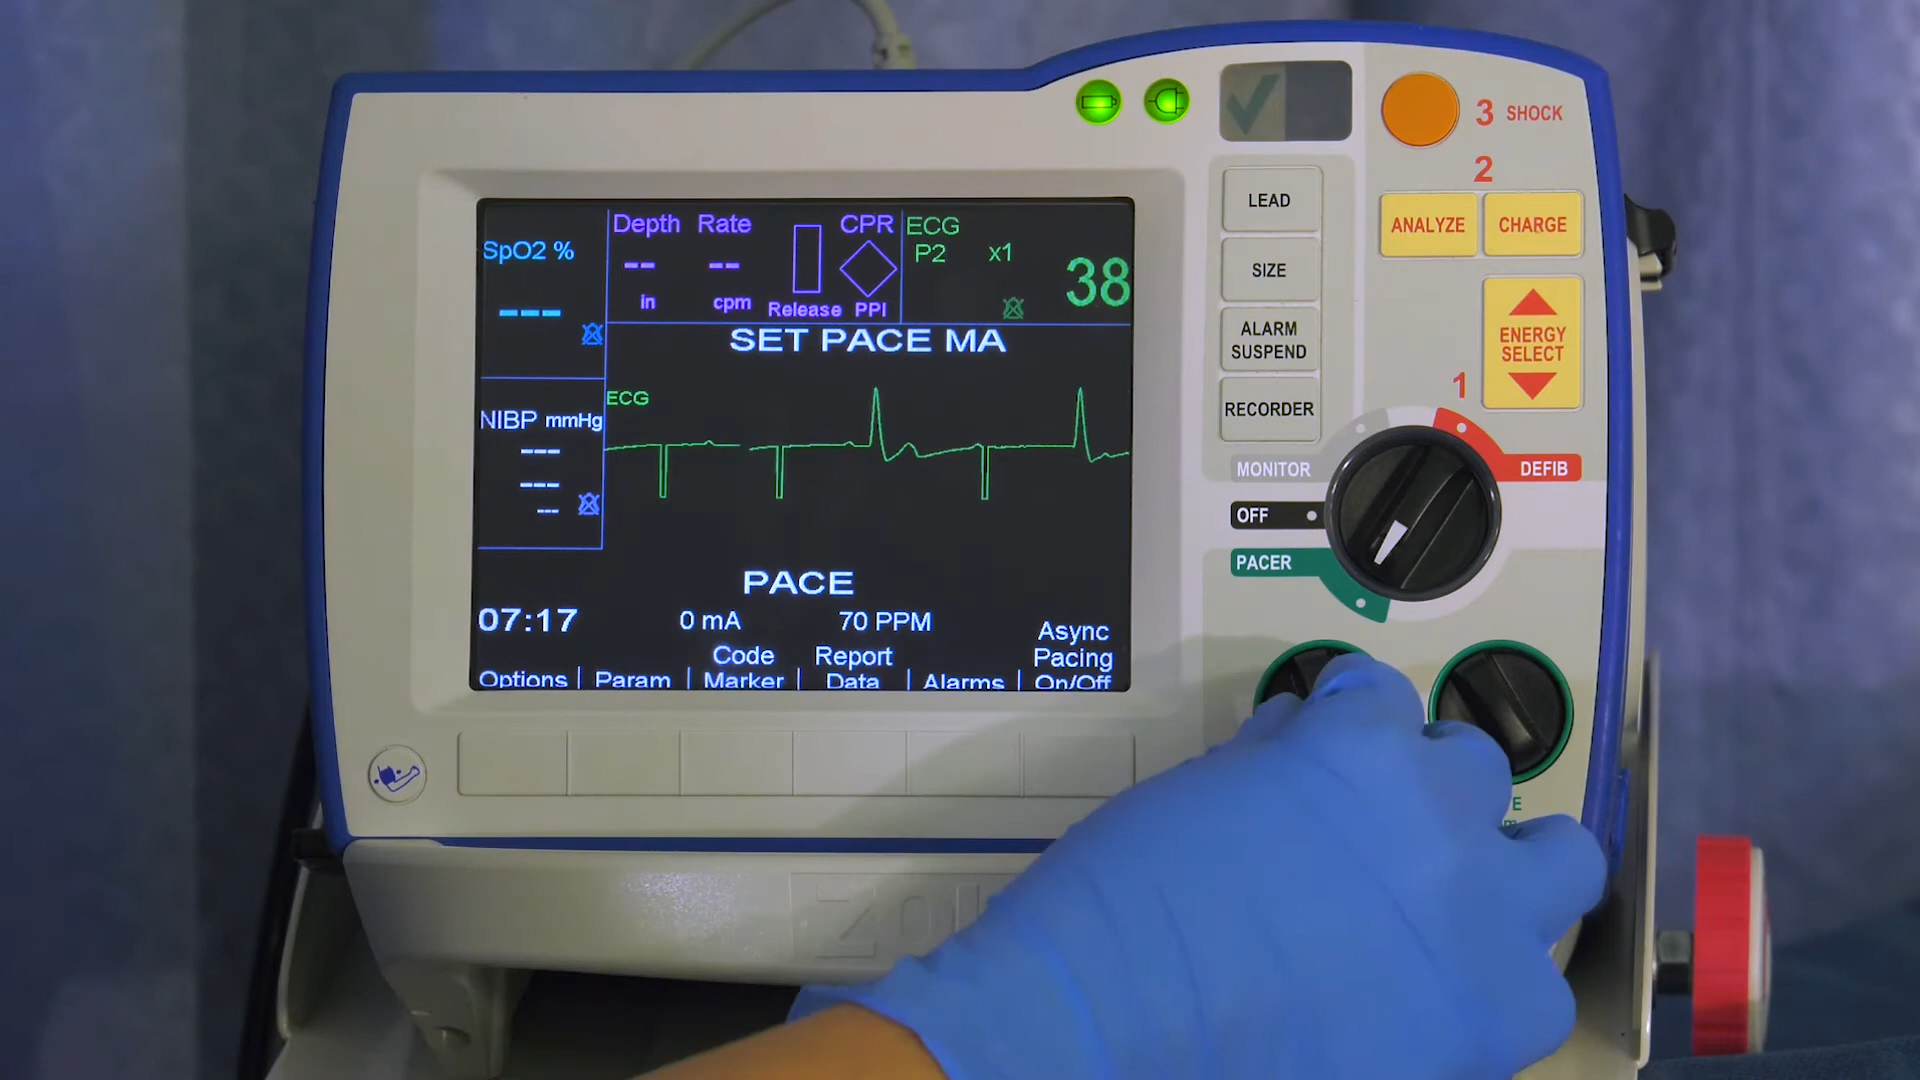 SpO2 %
---
Depth Rate CPR
-- --
in cpm Release PPI
ECG
P2 x1
38
SET PACE MA
ECG
NIBP mmHg
---
---
--
PACE
07:17 0 mA 70 PPM
Options Param Code Marker Report Data Alarms Async Pacing On/Off
3 SHOCK
2
ANALYZE CHARGE
LEAD
SIZE
ALARM
SUSPEND
RECORDER
ENERGY
SELECT
1
MONITOR
DEFIB
OFF
PACER